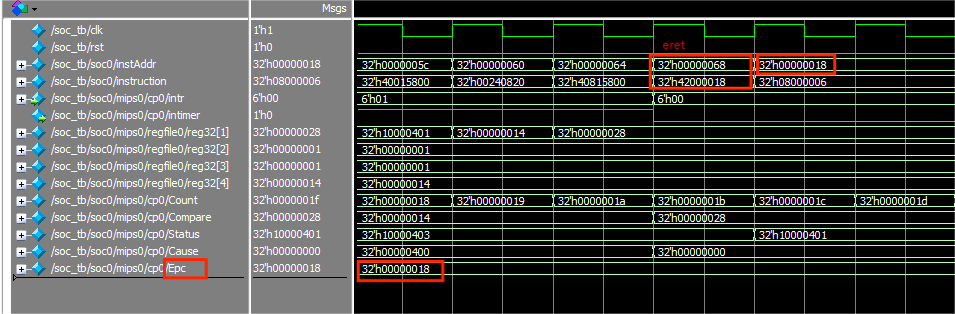 Msgs
/soc_tb/clk 1'h1
/soc_tb/rst 1'h0
eret
/soc_tb/soc0/instAddr 32'h00000018 32'h0000005c 32'h00000060 32'h00000064 32'h00000068 32'h00000018
/soc_tb/soc0/instruction 32'h08000006 32'h40015800 32'h00240820 32'h40815800 32'h42000018 32'h08000006
/soc_tb/soc0/mips0/cp0/intr 6'h00 6'h01 6'h00
/soc_tb/soc0/mips0/cp0/intimer 1'h0
/soc_tb/soc0/mips0/regfile0/reg32[1] 32'h00000028 32'h10000401 32'h00000014 32'h00000028
/soc_tb/soc0/mips0/regfile0/reg32[2] 32'h00000001 32'h00000001
/soc_tb/soc0/mips0/regfile0/reg32[3] 32'h00000001 32'h00000001
/soc_tb/soc0/mips0/regfile0/reg32[4] 32'h00000014 32'h00000014
/soc_tb/soc0/mips0/cp0/Count 32'h0000001f 32'h00000018 32'h00000019 32'h0000001a 32'h0000001b 32'h0000001c 32'h0000001d
/soc_tb/soc0/mips0/cp0/Compare 32'h00000028 32'h00000014 32'h00000028
/soc_tb/soc0/mips0/cp0/Status 32'h10000401 32'h10000403 32'h10000401
/soc_tb/soc0/mips0/cp0/Cause 32'h00000000 32'h00000400 32'h00000000
/soc_tb/soc0/mips0/cp0/Epc 32'h00000018 32'h00000018